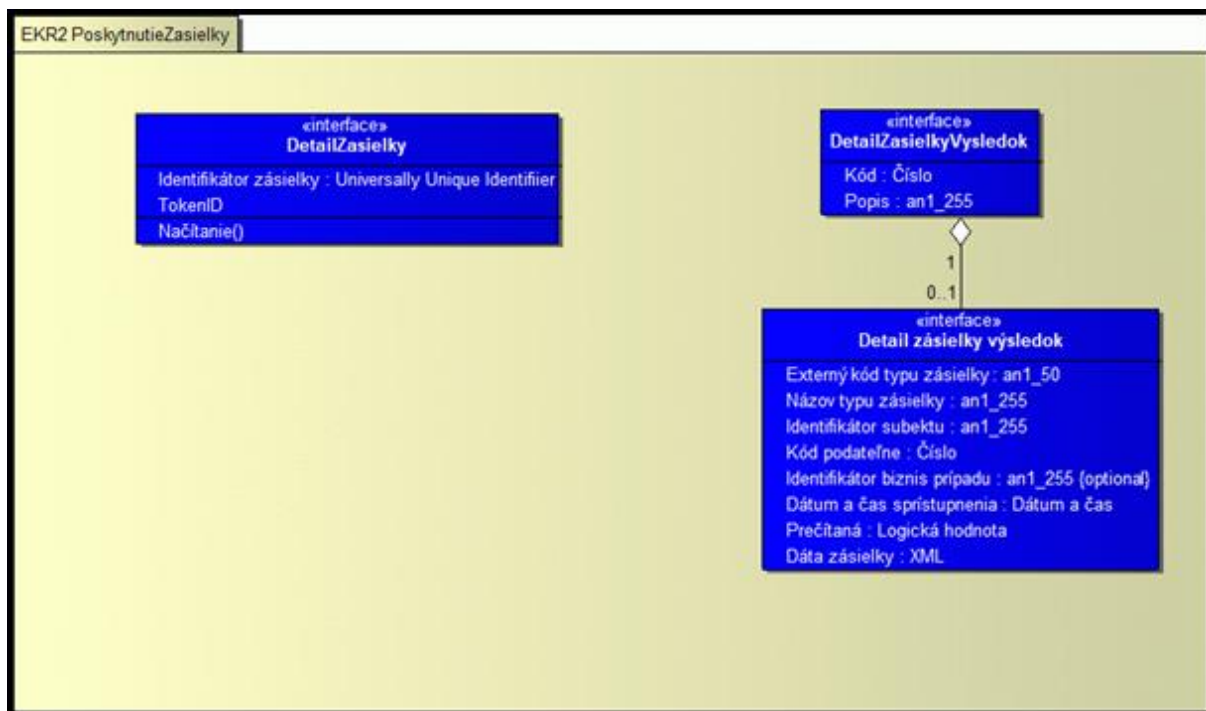 EKR2 PoskytnutieZasielky
«interface»
DetailZasielky
Identifikátor zásielky : Universally Unique Identifiier
TokenID
Načítanie()
«interface»
DetailZasielkyVysledok
Kód : Číslo
Popis : an1_255
1
0..1
«interface»
Detail zásielky výsledok
Externý kód typu zásielky : an1_50
Názov typu zásielky : an1_255
Identifikátor subektu : an1_255
Kód podateľne : Číslo
Identifikátor biznis prípadu : an1_255 {optional}
Dátum a čas sprístupnenia : Dátum a čas
Prečítaná : Logická hodnota
Dáta zásielky : XML